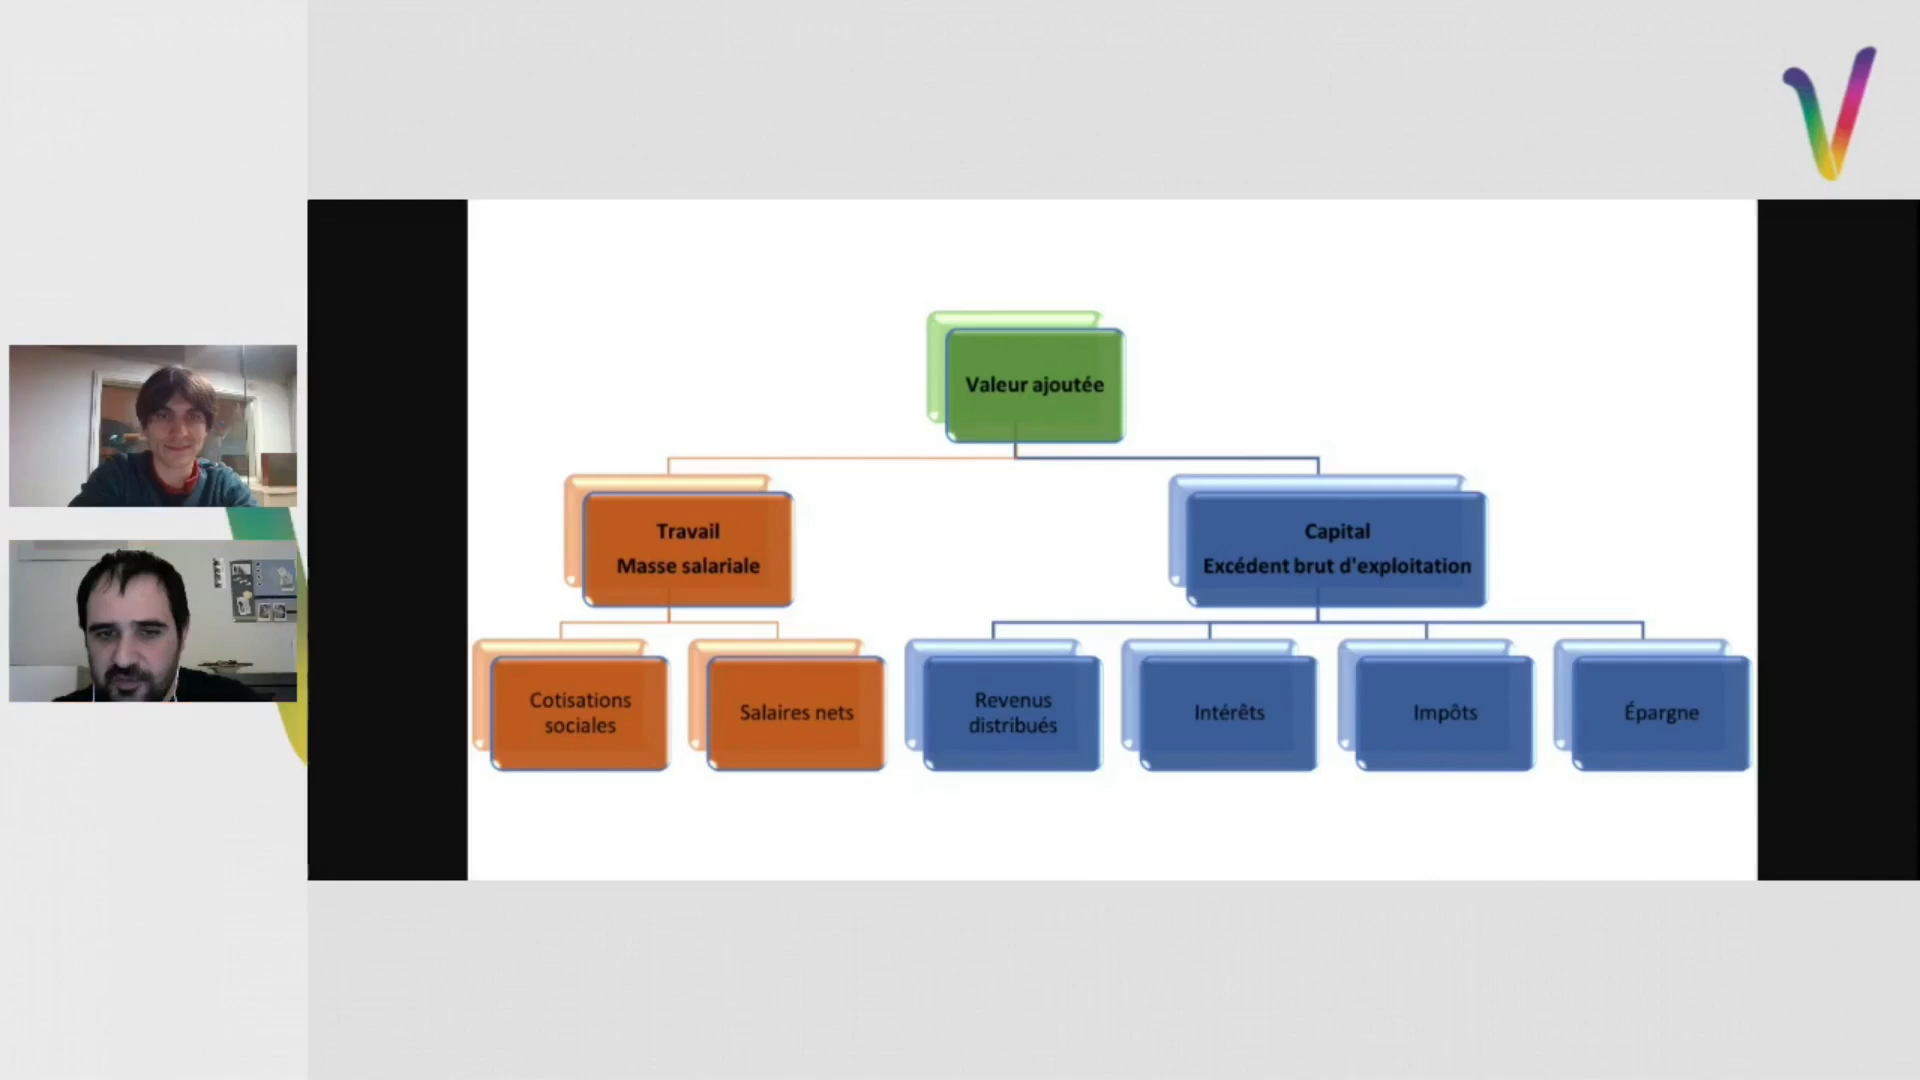 Valeur ajoutée
Travail
Masse salariale
Capital
Excédent brut d'exploitation
Cotisations
sociales
Salaires nets
Revenus
distribués
Intérêts
Impôts
Épargne